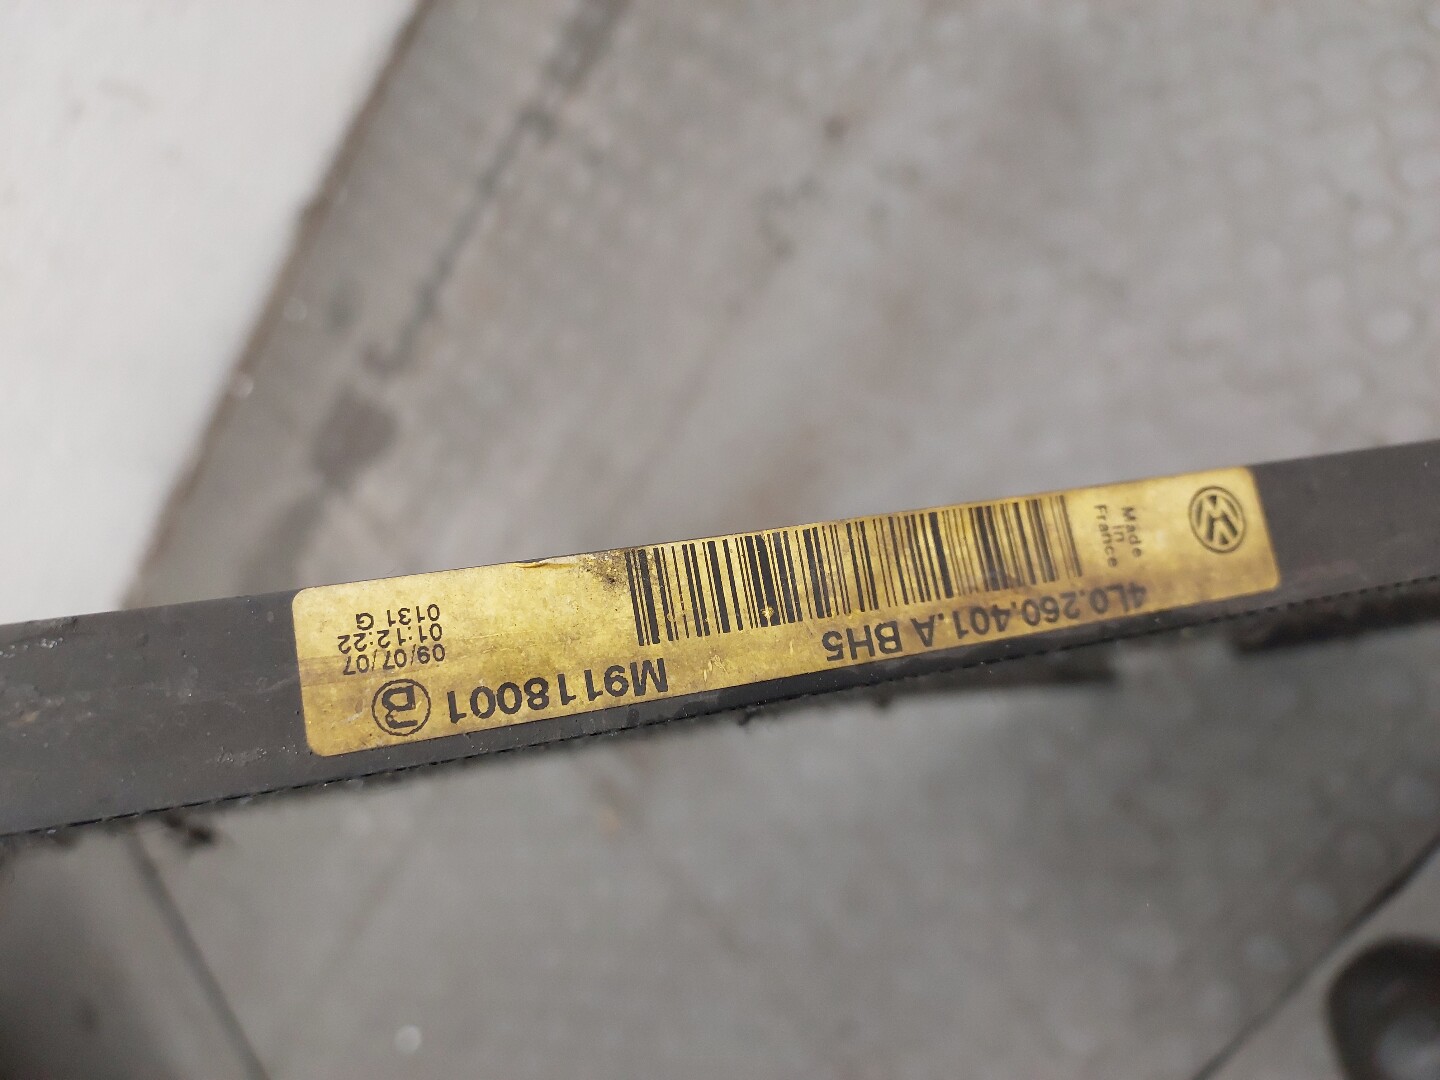 Made
in
France
4L0.260.401.A BH5
M9118001 B
09/07/07
01:12:22
0131 G